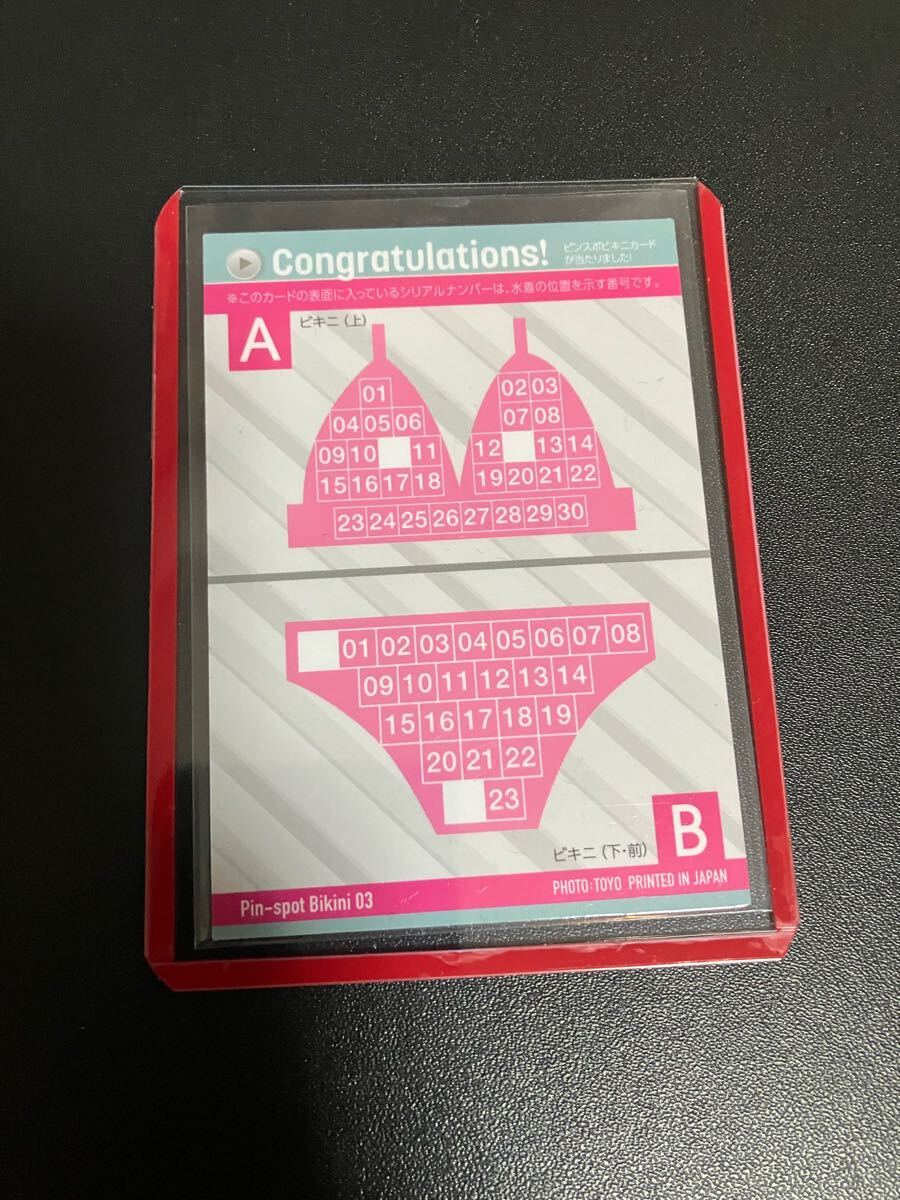 Congratulations!
ピンスポビキニカード
が当たりました!
※このカードの表面に入っているシリアルナンバーは、水着の位置を示す番号です。
A
ビキニ（上）
01 02 03
04 05 06 07 08
09 10 11 12 13 14
15 16 17 18 19 20 21 22
23 24 25 26 27 28 29 30
01 02 03 04 05 06 07 08
09 10 11 12 13 14
15 16 17 18 19
20 21 22
23
ビキニ（下・前）
B
Pin-spot Bikini 03
PHOTO:TOYO PRINTED IN JAPAN